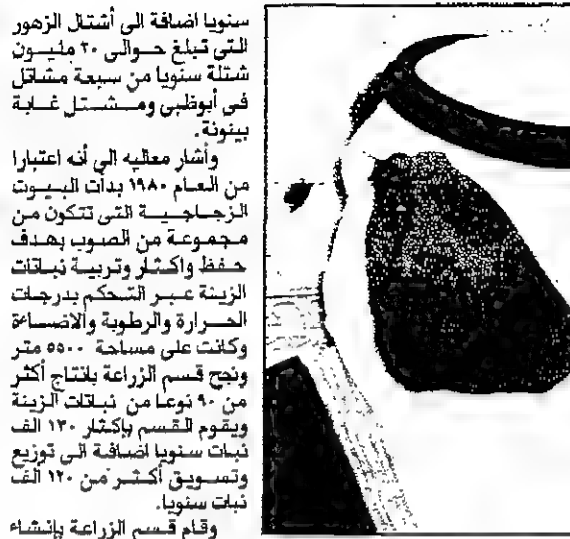 سنويا اضافة الى أشتال الزهور
التى تبلغ حوالى ٢٠ مليون
شتلة سنويا من سبعة مشاتل
فى أبوظبى ومشتل غابة
بينونة.
وأشار معاليه الى أنه اعتبارا
من العام ١٩٨٠ بدأت البيوت
الزجاجية التى تتكون من
مجموعة من الصوب بهدف
حفظ واكثار وتربية نباتات
الزينة عبر التحكم بدرجات
الحرارة والرطوبة والاضاءة
وكانت على مساحة ٥٥٠٠ متر
ونجح قسم الزراعة بانتاج أكثر
من ٩٠ نوعا من نباتات الزينة
ويقوم القسم بإكثار ١٣٠ الف
نبات سنويا اضافة الى توزيع
وتسويق أكثر من ١٢٠ الف
نبات سنويا.
وقام قسم الزراعة بإنشاء